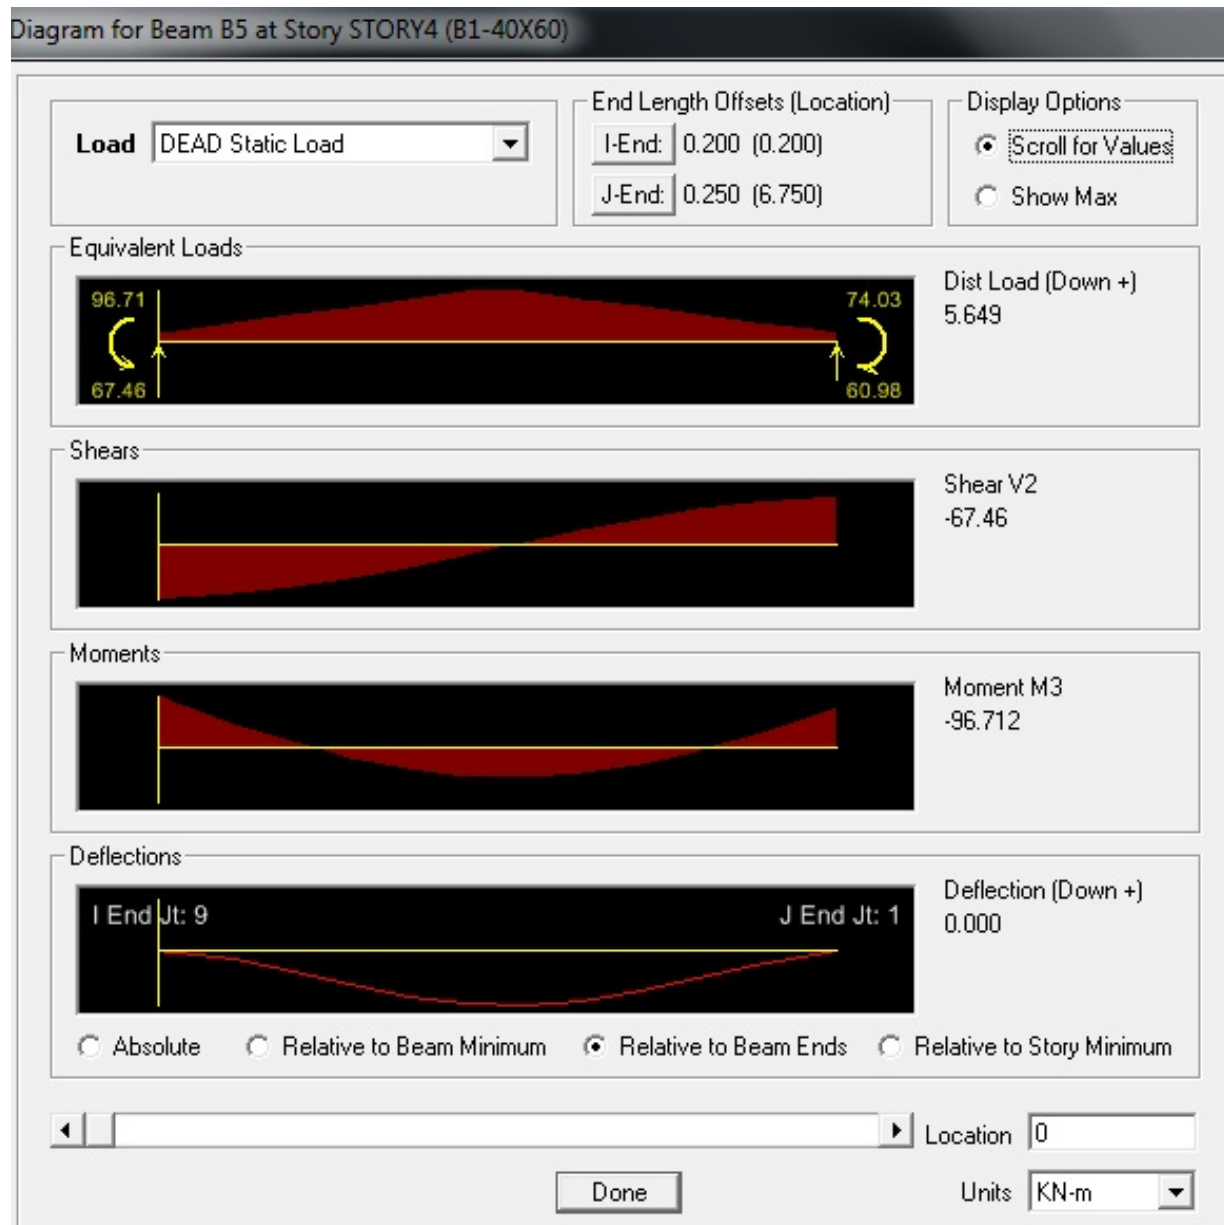 Diagram for Beam B5 at Story STORY4 (B1-40X60)
Load DEAD Static Load
End Length Offsets (Location)
I-End: 0.200 (0.200)
J-End: 0.250 (6.750)
Display Options
Scroll for Values
Show Max
Equivalent Loads
96.71
74.03
67.46
60.98
Dist Load (Down +)
5.649
Shears
Shear V2
-67.46
Moments
Moment M3
-96.712
Deflections
I End Jt: 9
J End Jt: 1
Deflection (Down +)
0.000
Absolute
Relative to Beam Minimum
Relative to Beam Ends
Relative to Story Minimum
Location 0
Done
Units KN-m